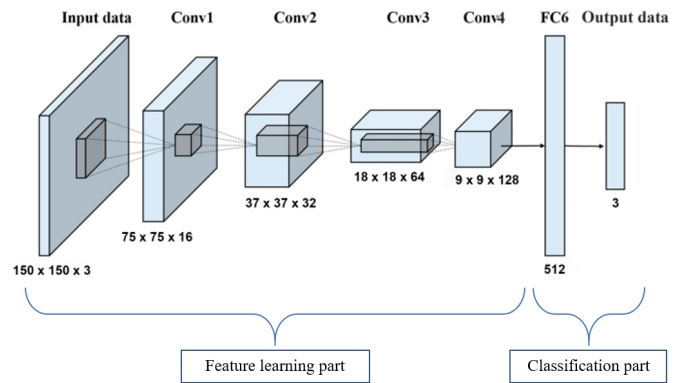 Input data
Conv1
Conv2
Conv3
Conv4
FC6
Output data
150 x 150 x 3
75 x 75 x 16
37 x 37 x 32
18 x 18 x 64
9 x 9 x 128
512
3
Feature learning part
Classification part